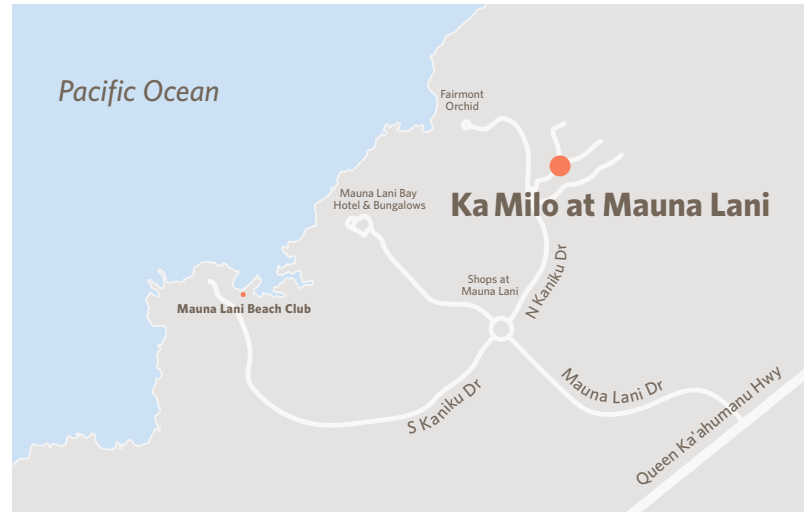 Pacific Ocean
Fairmont
Orchid
Mauna Lani Bay
Hotel & Bungalows
Ka Milo at Mauna Lani
N Kaniku Dr
Shops at
Mauna Lani
Mauna Lani Beach Club
Mauna Lani Dr
S Kaniku Dr
Queen Ka'ahumanu Hwy